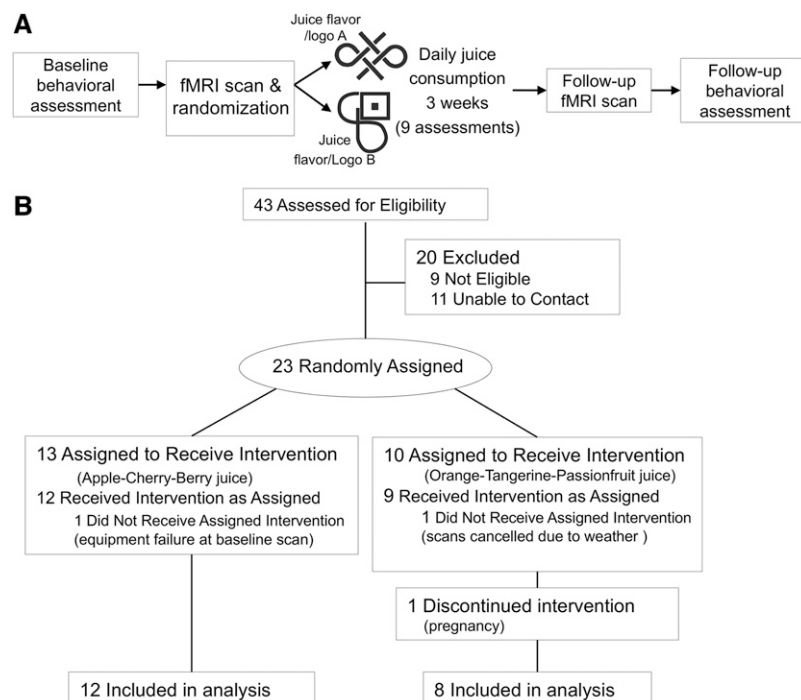 A
Baseline
behavioral
assessment
fMRI scan &
randomization
Juice flavor
/logo A
Juice
flavor/Logo B
Daily juice
consumption
3 weeks
(9 assessments)
Follow-up
fMRI scan
Follow-up
behavioral
assessment
B
43 Assessed for Eligibility
20 Excluded
9 Not Eligible
11 Unable to Contact
23 Randomly Assigned
13 Assigned to Receive Intervention
(Apple-Cherry-Berry juice)
12 Received Intervention as Assigned
1 Did Not Receive Assigned Intervention
(equipment failure at baseline scan)
10 Assigned to Receive Intervention
(Orange-Tangerine-Passionfruit juice)
9 Received Intervention as Assigned
1 Did Not Receive Assigned Intervention
(scans cancelled due to weather )
1 Discontinued intervention
(pregnancy)
12 Included in analysis
8 Included in analysis